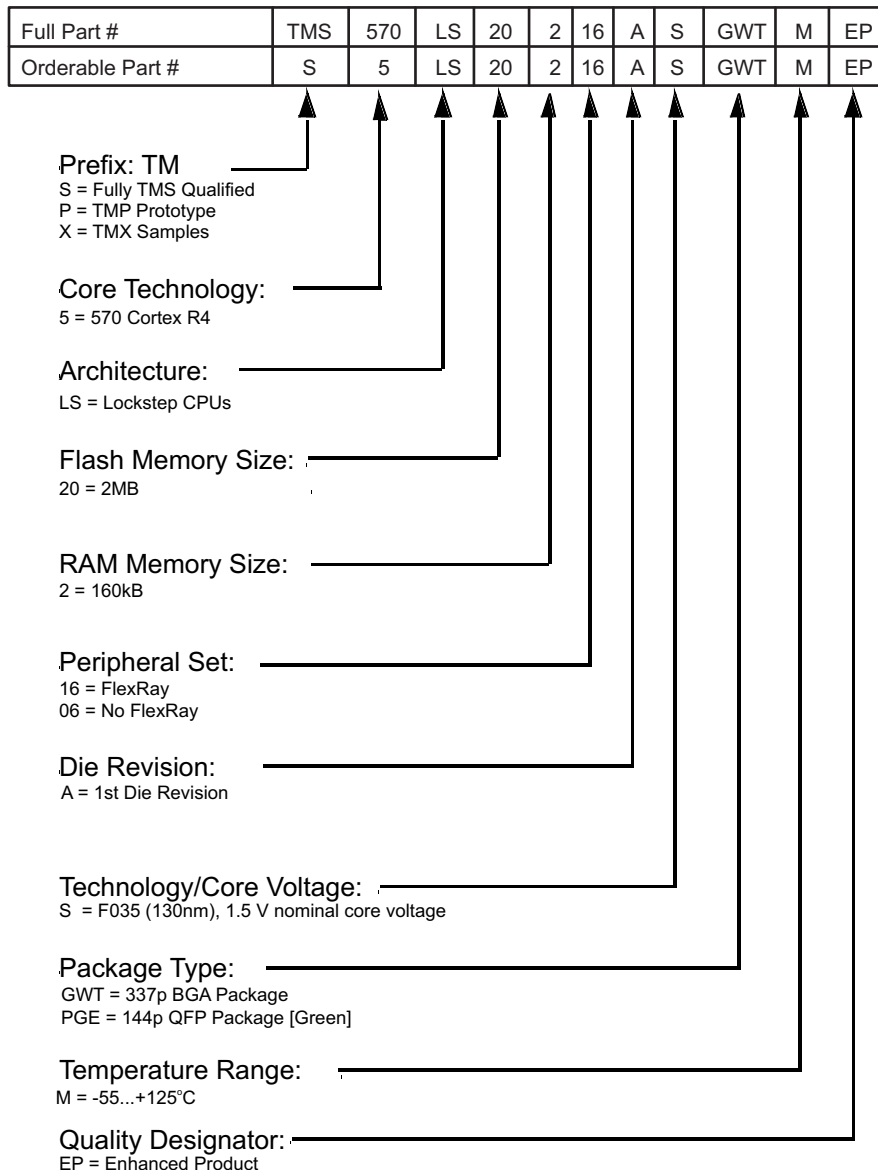 Full Part # TMS 570 LS 20 2 16 A S GWT M EP
Orderable Part # S 5 LS 20 2 16 A S GWT M EP
Prefix: TM
S = Fully TMS Qualified
P = TMP Prototype
X = TMX Samples
Core Technology:
5 = 570 Cortex R4
Architecture:
LS = Lockstep CPUs
Flash Memory Size:
20 = 2MB
RAM Memory Size:
2 = 160kB
Peripheral Set:
16 = FlexRay
06 = No FlexRay
Die Revision:
A = 1st Die Revision
Technology/Core Voltage:
S = F035 (130nm), 1.5 V nominal core voltage
Package Type:
GWT = 337p BGA Package
PGE = 144p QFP Package [Green]
Temperature Range:
M = -55...+125°C
Quality Designator:
EP = Enhanced Product